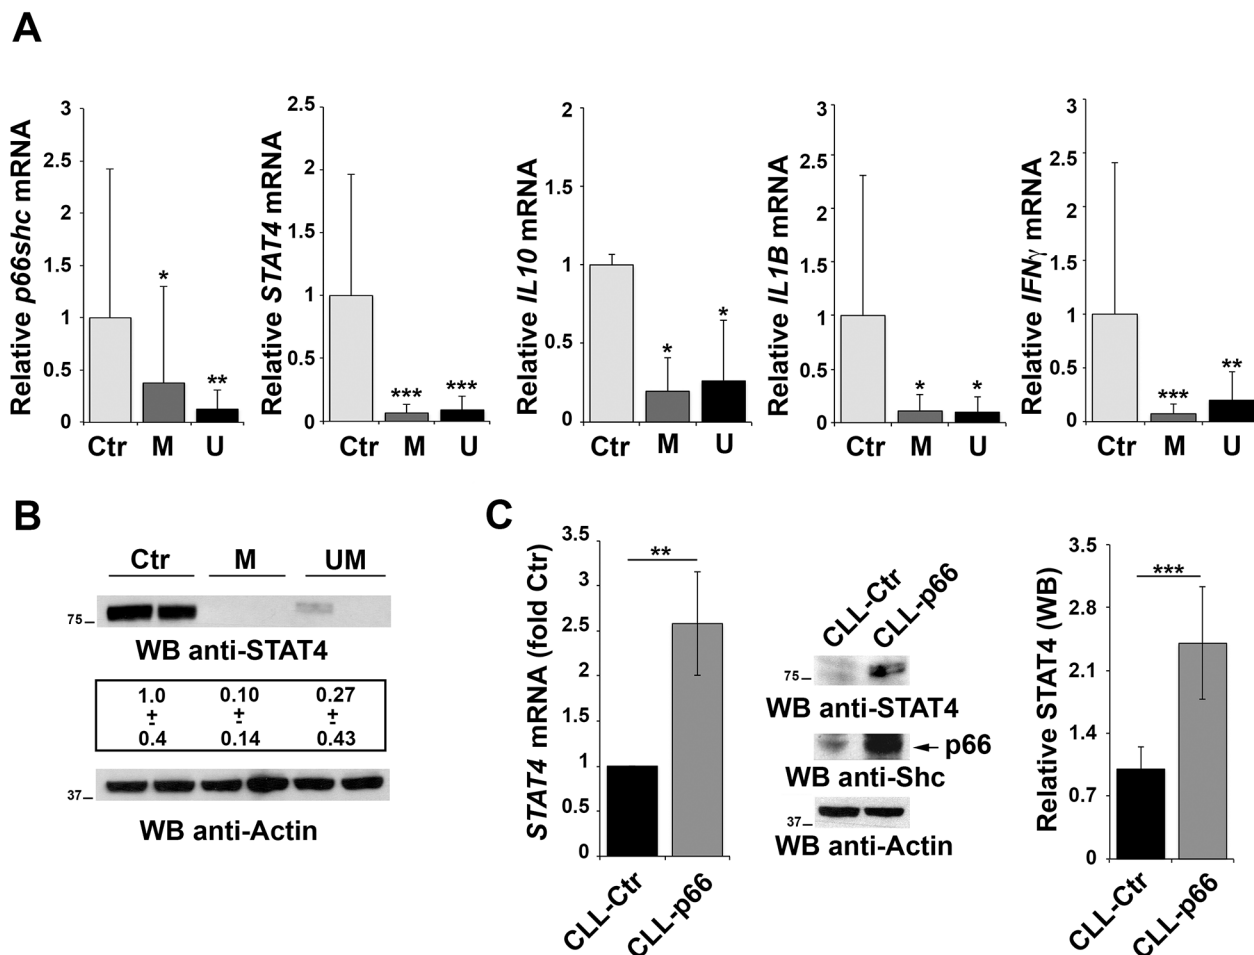 A
Relative p66shc mRNA
3
2.5
2
1.5
1
0.5
0
*
**
Ctr M U
Relative STAT4 mRNA
2.5
2
1.5
1
0.5
0
***
***
Ctr M U
Relative IL10 mRNA
2
1.5
1
0.5
0
*
*
Ctr M U
Relative IL1B mRNA
3
2.5
2
1.5
1
0.5
0
*
*
Ctr M U
Relative IFNγ mRNA
3
2.5
2
1.5
1
0.5
0
***
**
Ctr M U
B
Ctr M UM
75
WB anti-STAT4
1.0 0.10 0.27
± ± ±
0.4 0.14 0.43
37
WB anti-Actin
C
STAT4 mRNA (fold Ctr)
3.5
3
2.5
2
1.5
1
0.5
0
**
CLL-Ctr
CLL-p66
CLL-Ctr
CLL-p66
75
WB anti-STAT4
p66
WB anti-Shc
37
WB anti-Actin
Relative STAT4 (WB)
3.5
2.8
2.1
1.4
0.7
0
***
CLL-Ctr
CLL-p66